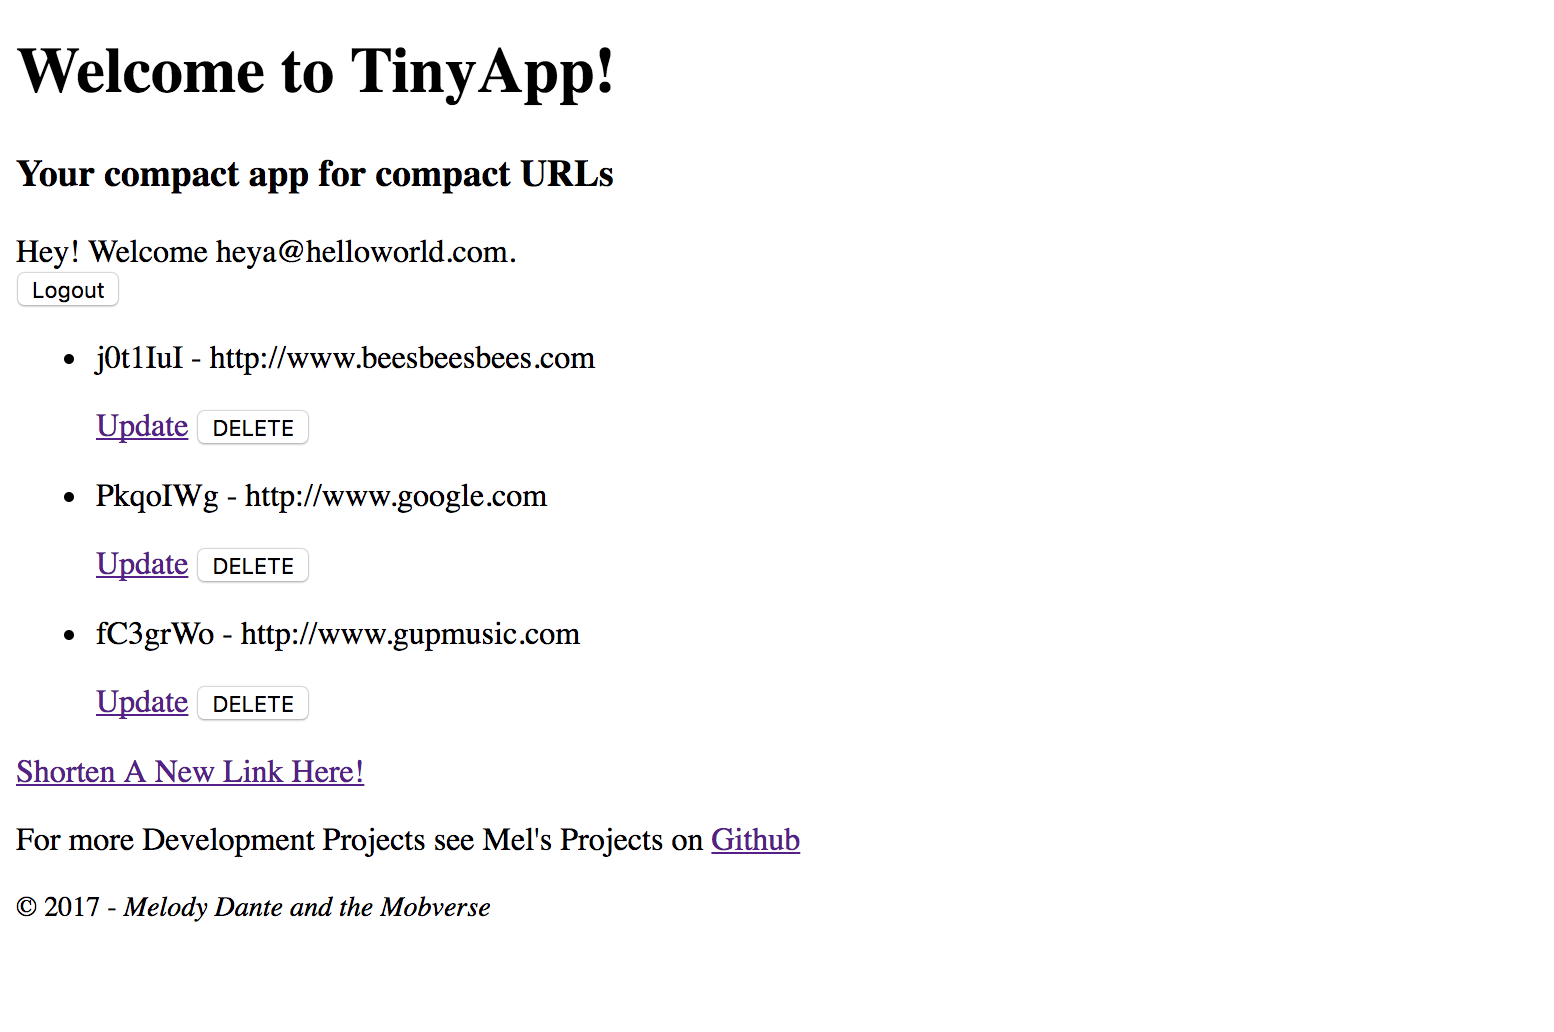 Welcome to TinyApp!
Your compact app for compact URLs
Hey! Welcome heya@helloworld.com.
Logout
j0t1IuI - http://www.beesbeesbees.com
Update DELETE
PkqoIWg - http://www.google.com
Update DELETE
fC3grWo - http://www.gupmusic.com
Update DELETE
Shorten A New Link Here!
For more Development Projects see Mel's Projects on Github
© 2017 - Melody Dante and the Mobverse